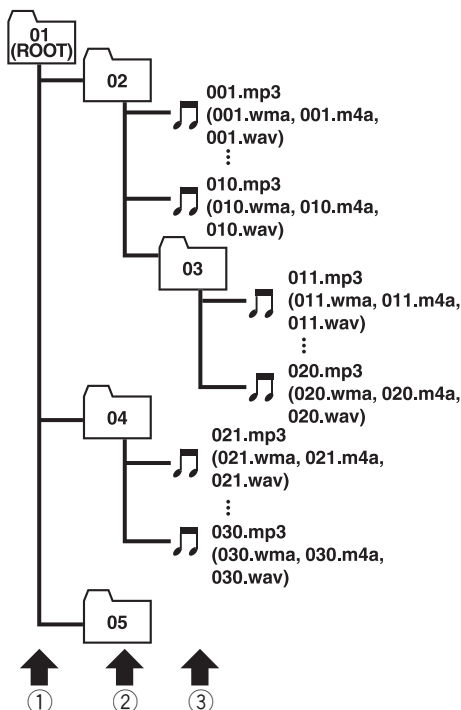 01
(ROOT)
02
001.mp3
(001.wma, 001.m4a,
001.wav)
010.mp3
(010.wma, 010.m4a,
010.wav)
03
011.mp3
(011.wma, 011.m4a,
011.wav)
020.mp3
(020.wma, 020.m4a,
020.wav)
04
021.mp3
(021.wma, 021.m4a,
021.wav)
030.mp3
(030.wma, 030.m4a,
030.wav)
05
① ② ③